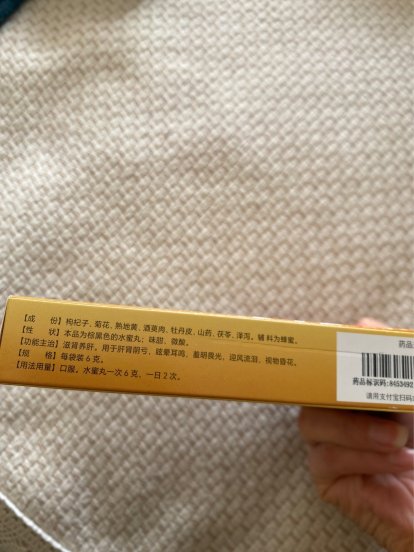 【成 份】枸杞子、菊花、熟地黄、酒萸肉、牡丹皮、山药、茯苓、泽泻。辅料为蜂蜜。
【性 状】本品为棕黑色的水蜜丸；味甜、微酸。
【功能主治】滋肾养肝。用于肝肾阴亏，眩晕耳鸣，羞明畏光，迎风流泪，视物昏花。
【规 格】每袋装6克。
【用法用量】口服。水蜜丸一次6克，一日2次。
药品
药品标识码：8453492
请用支付宝扫码